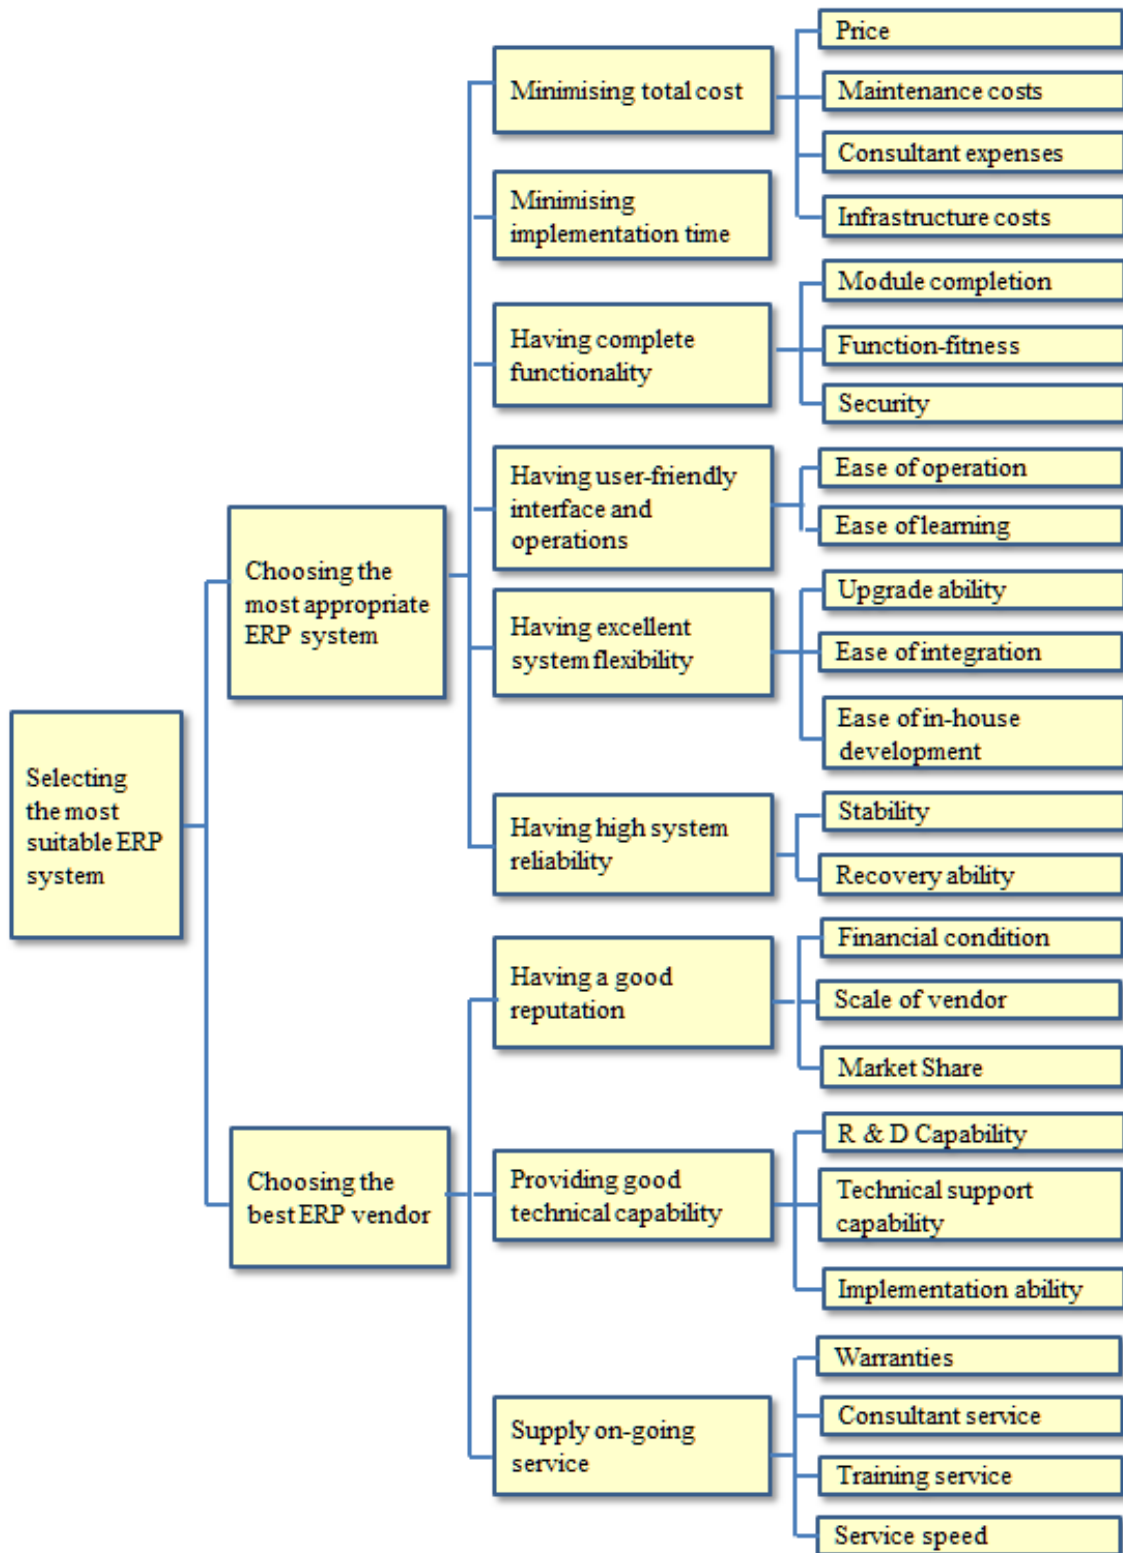 Selecting
the most
suitable ERP
system
Choosing the
most appropriate
ERP system
Minimising total cost
Price
Maintenance costs
Consultant expenses
Infrastructure costs
Minimising
implementation time
Having complete
functionality
Module completion
Function-fitness
Security
Having user-friendly
interface and
operations
Ease of operation
Ease of learning
Having excellent
system flexibility
Upgrade ability
Ease of integration
Ease of in-house
development
Having high system
reliability
Stability
Recovery ability
Choosing the
best ERP vendor
Having a good
reputation
Financial condition
Scale of vendor
Market Share
Providing good
technical capability
R & D Capability
Technical support
capability
Implementation ability
Supply on-going
service
Warranties
Consultant service
Training service
Service speed